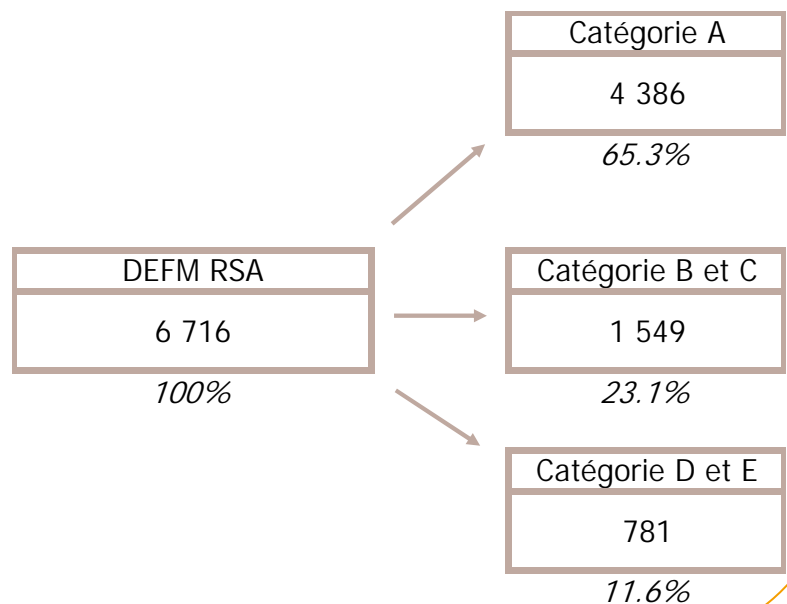 Catégorie A
4 386
65.3%
DEFM RSA
6 716
100%
Catégorie B et C
1 549
23.1%
Catégorie D et E
781
11.6%